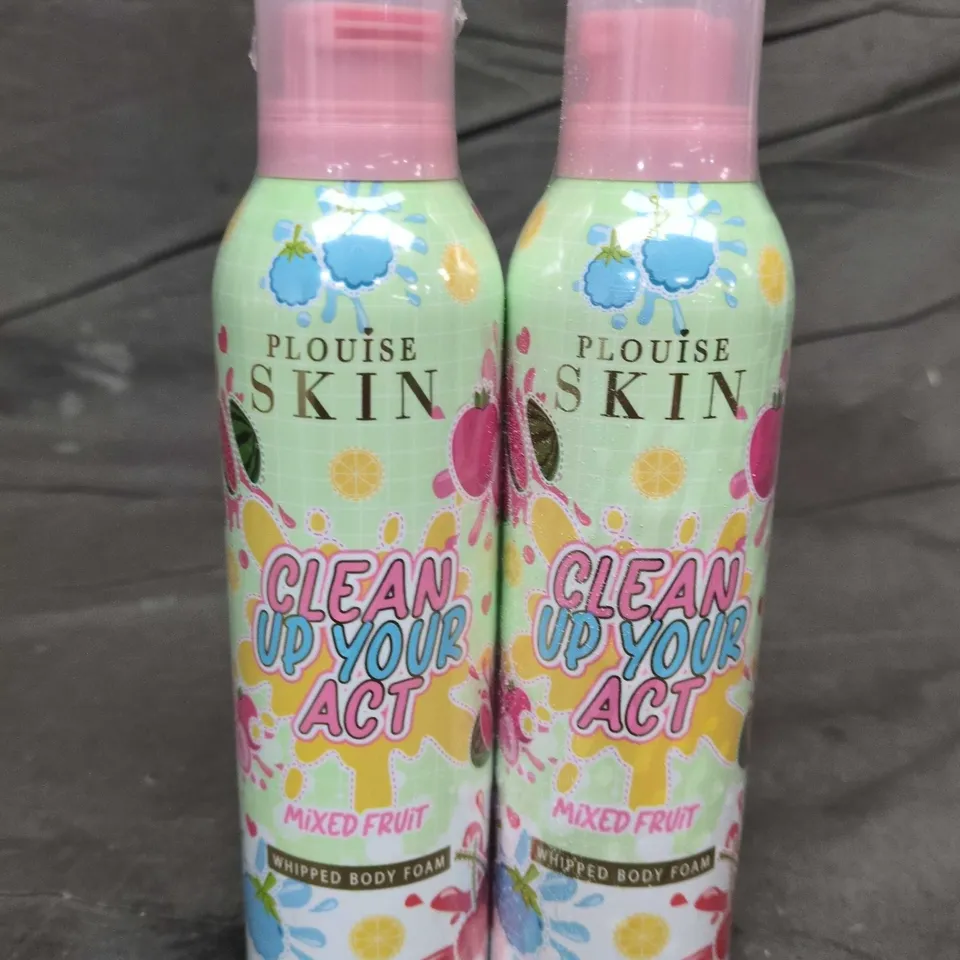 PLOUiSE
SKIN
CLEAN
UP YOUR
ACT
MiXED FRUiT
WHIPPED BODY FOAM
PLOUiSE
SKIN
CLEAN
UP YOUR
ACT
MiXED FRUiT
WHIPPED BODY FOAM